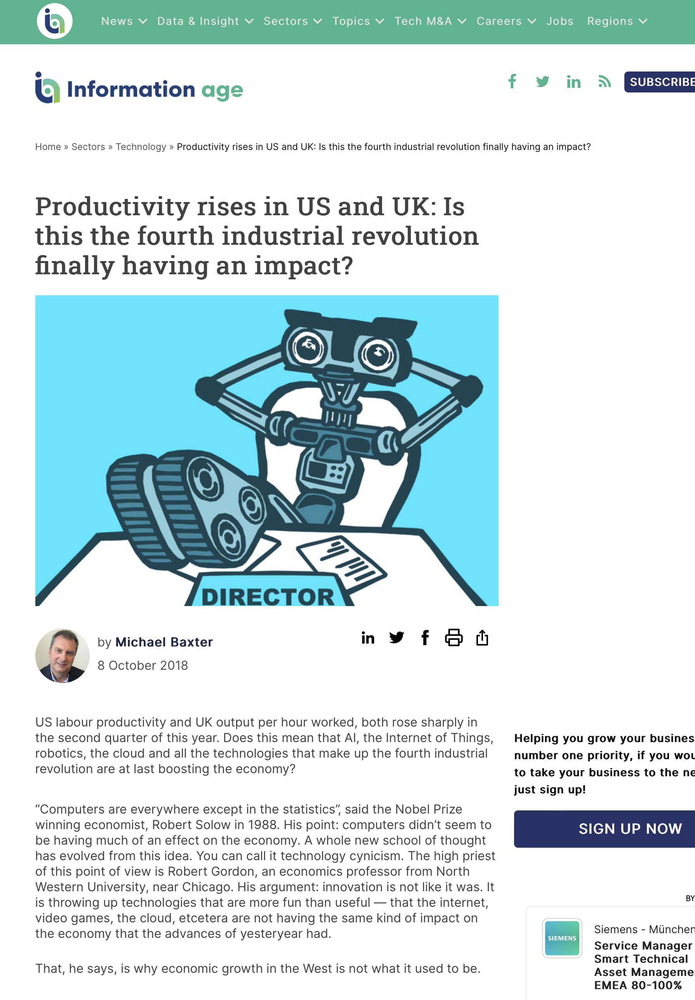 News Data & Insight Sectors Topics Tech M&A Careers Jobs Regions
Information age
SUBSCRIBE
Home » Sectors » Technology » Productivity rises in US and UK: Is this the fourth industrial revolution finally having an impact?
Productivity rises in US and UK: Is
this the fourth industrial revolution
finally having an impact?
DIRECTOR
by Michael Baxter
8 October 2018
US labour productivity and UK output per hour worked, both rose sharply in
the second quarter of this year. Does this mean that AI, the Internet of Things,
robotics, the cloud and all the technologies that make up the fourth industrial
revolution are at last boosting the economy?
“Computers are everywhere except in the statistics”, said the Nobel Prize
winning economist, Robert Solow in 1988. His point: computers didn’t seem to
be having much of an effect on the economy. A whole new school of thought
has evolved from this idea. You can call it technology cynicism. The high priest
of this point of view is Robert Gordon, an economics professor from North
Western University, near Chicago. His argument: innovation is not like it was. It
is throwing up technologies that are more fun than useful — that the internet,
video games, the cloud, etcetera are not having the same kind of impact on
the economy that the advances of yesteryear had.
That, he says, is why economic growth in the West is not what it used to be.
Helping you grow your busines
number one priority, if you wou
to take your business to the ne
just sign up!
SIGN UP NOW
BY
SIEMENS
Siemens - München
Service Manager
Smart Technical
Asset Manageme
EMEA 80-100%